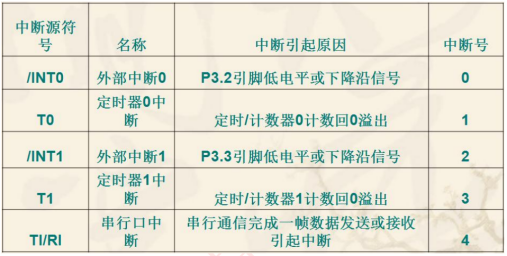 中断源符
号
名称
中断引起原因
中断号
/INT0
外部中断0
P3.2引脚低电平或下降沿信号
0
T0
定时器0中
断
定时/计数器0计数回0溢出
1
/INT1
外部中断1
P3.3引脚低电平或下降沿信号
2
T1
定时器1中
断
定时/计数器1计数回0溢出
3
TI/RI
串行口中
断
串行通信完成一帧数据发送或接收
引起中断
4